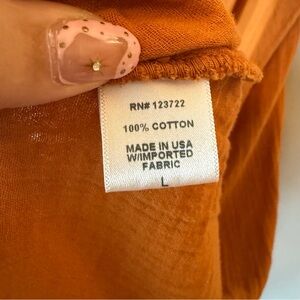 RN# 123722
100% COTTON
MADE IN USA
W/IMPORTED
FABRIC
L